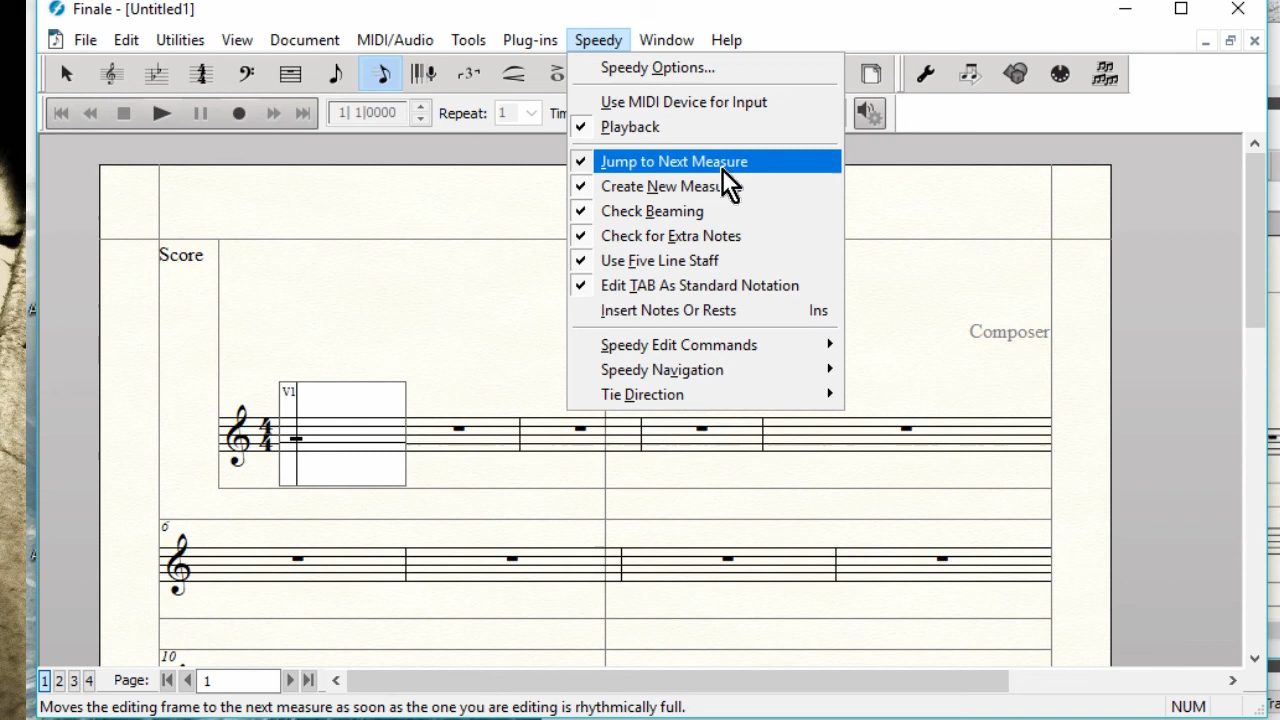 Finale - [Untitled1]
File Edit Utilities View Document MIDI/Audio Tools Plug-ins Speedy Window Help
1| 1|0000 Repeat: 1
Speedy Options...
Use MIDI Device for Input
Playback
Jump to Next Measure
Create New
Check Beaming
Check for Extra Notes
Use Five Line Staff
Edit TAB As Standard Notation
Insert Notes Or Rests Ins
Speedy Edit Commands
Speedy Navigation
Tie Direction
Score
Composer
V1
6
10
1 2 3 4 Page: 1
Moves the editing frame to the next measure as soon as the one you are editing is rhythmically full.
NUM